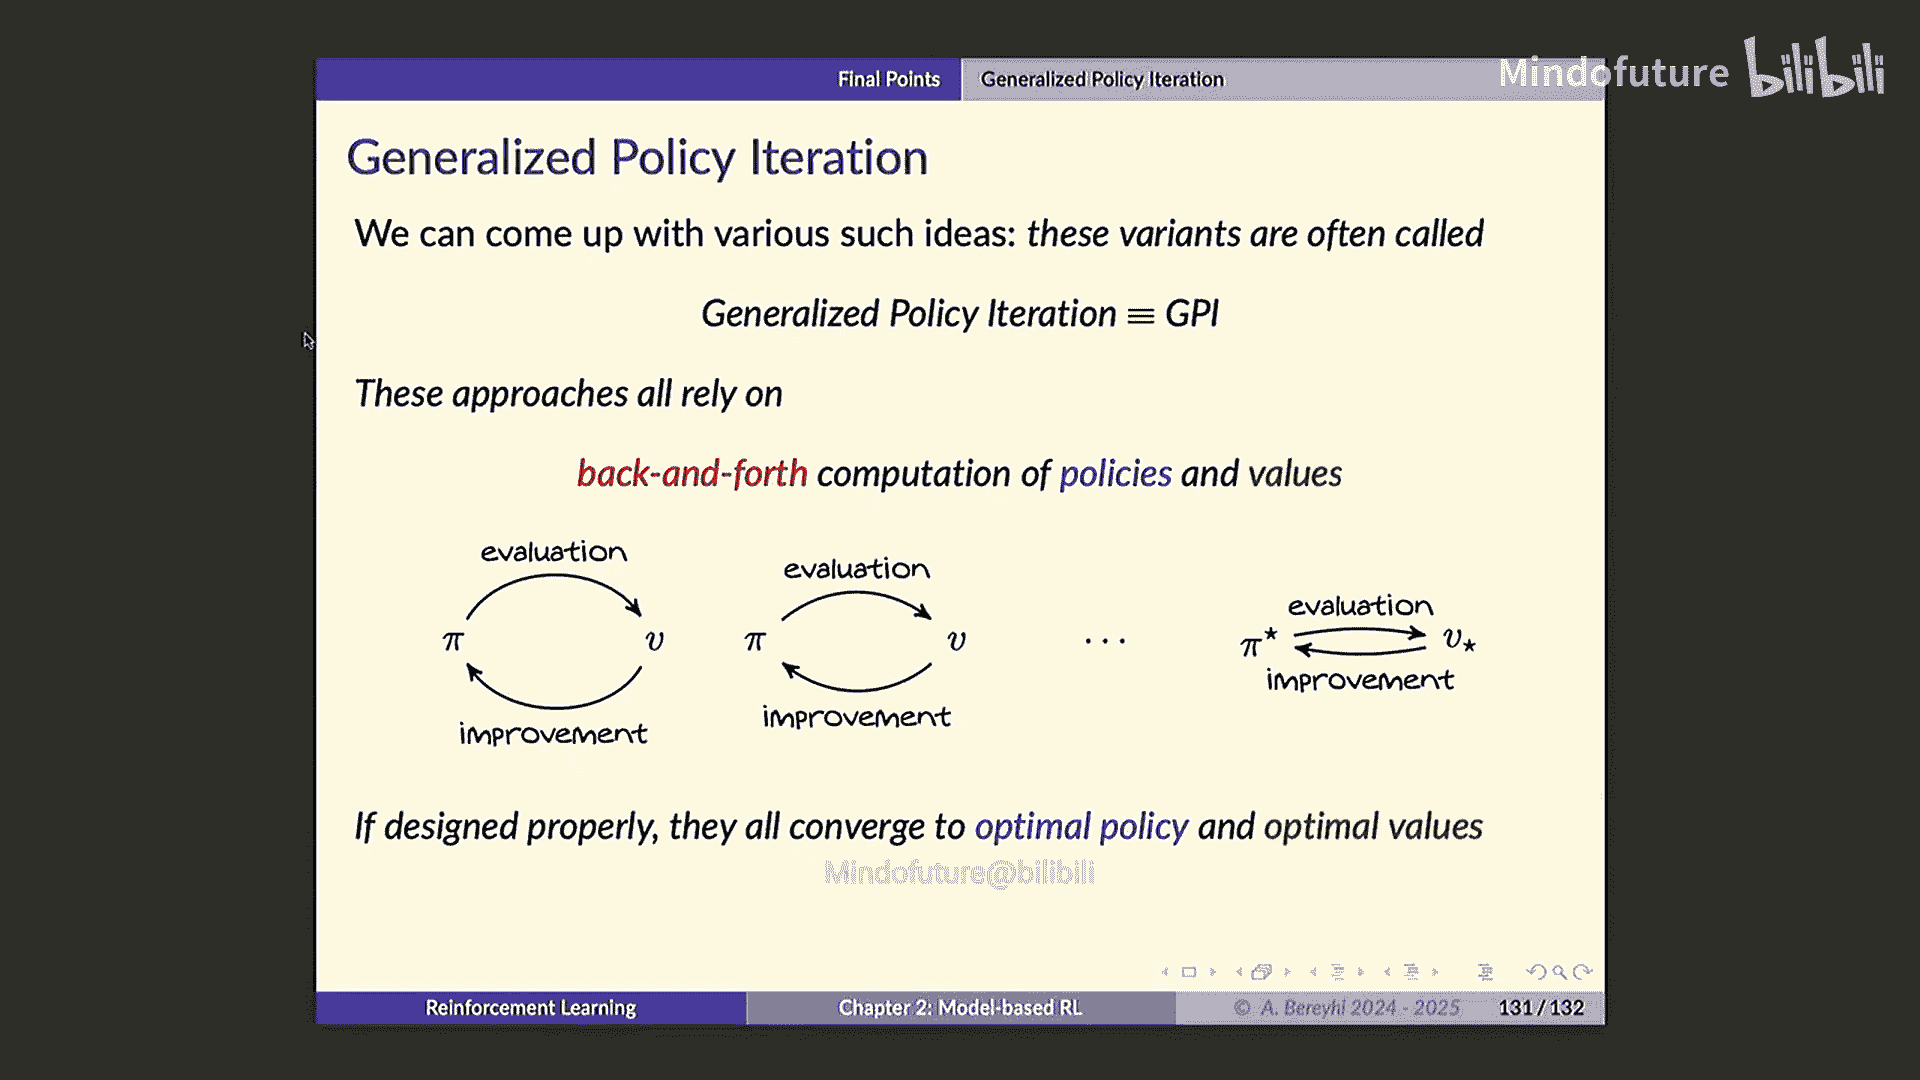 Final Points
Generalized Policy Iteration
Mindofuture bilibili
Generalized Policy Iteration
We can come up with various such ideas: these variants are often called
Generalized Policy Iteration ≡ GPI
These approaches all rely on
back-and-forth computation of policies and values
evaluation
π v
improvement
evaluation
π v
improvement
...
evaluation
π* v⋆
improvement
If designed properly, they all converge to optimal policy and optimal values
Mindofuture@bilibili
Reinforcement Learning
Chapter 2: Model-based RL
© A. Bereyhi 2024 - 2025
131 / 132